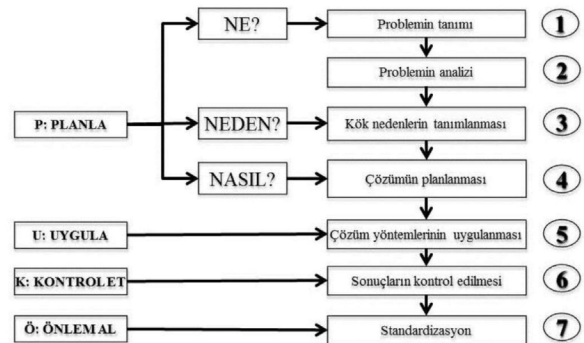 NE?
Problemin tanımı
1
Problemin analizi
2
P: PLANLA
NEDEN?
Kök nedenlerin tanımlanması
3
NASIL?
Çözümün planlanması
4
U: UYGULA
Çözüm yöntemlerinin uygulanması
5
K: KONTROL ET
Sonuçların kontrol edilmesi
6
Ö: ÖNLEM AL
Standardizasyon
7